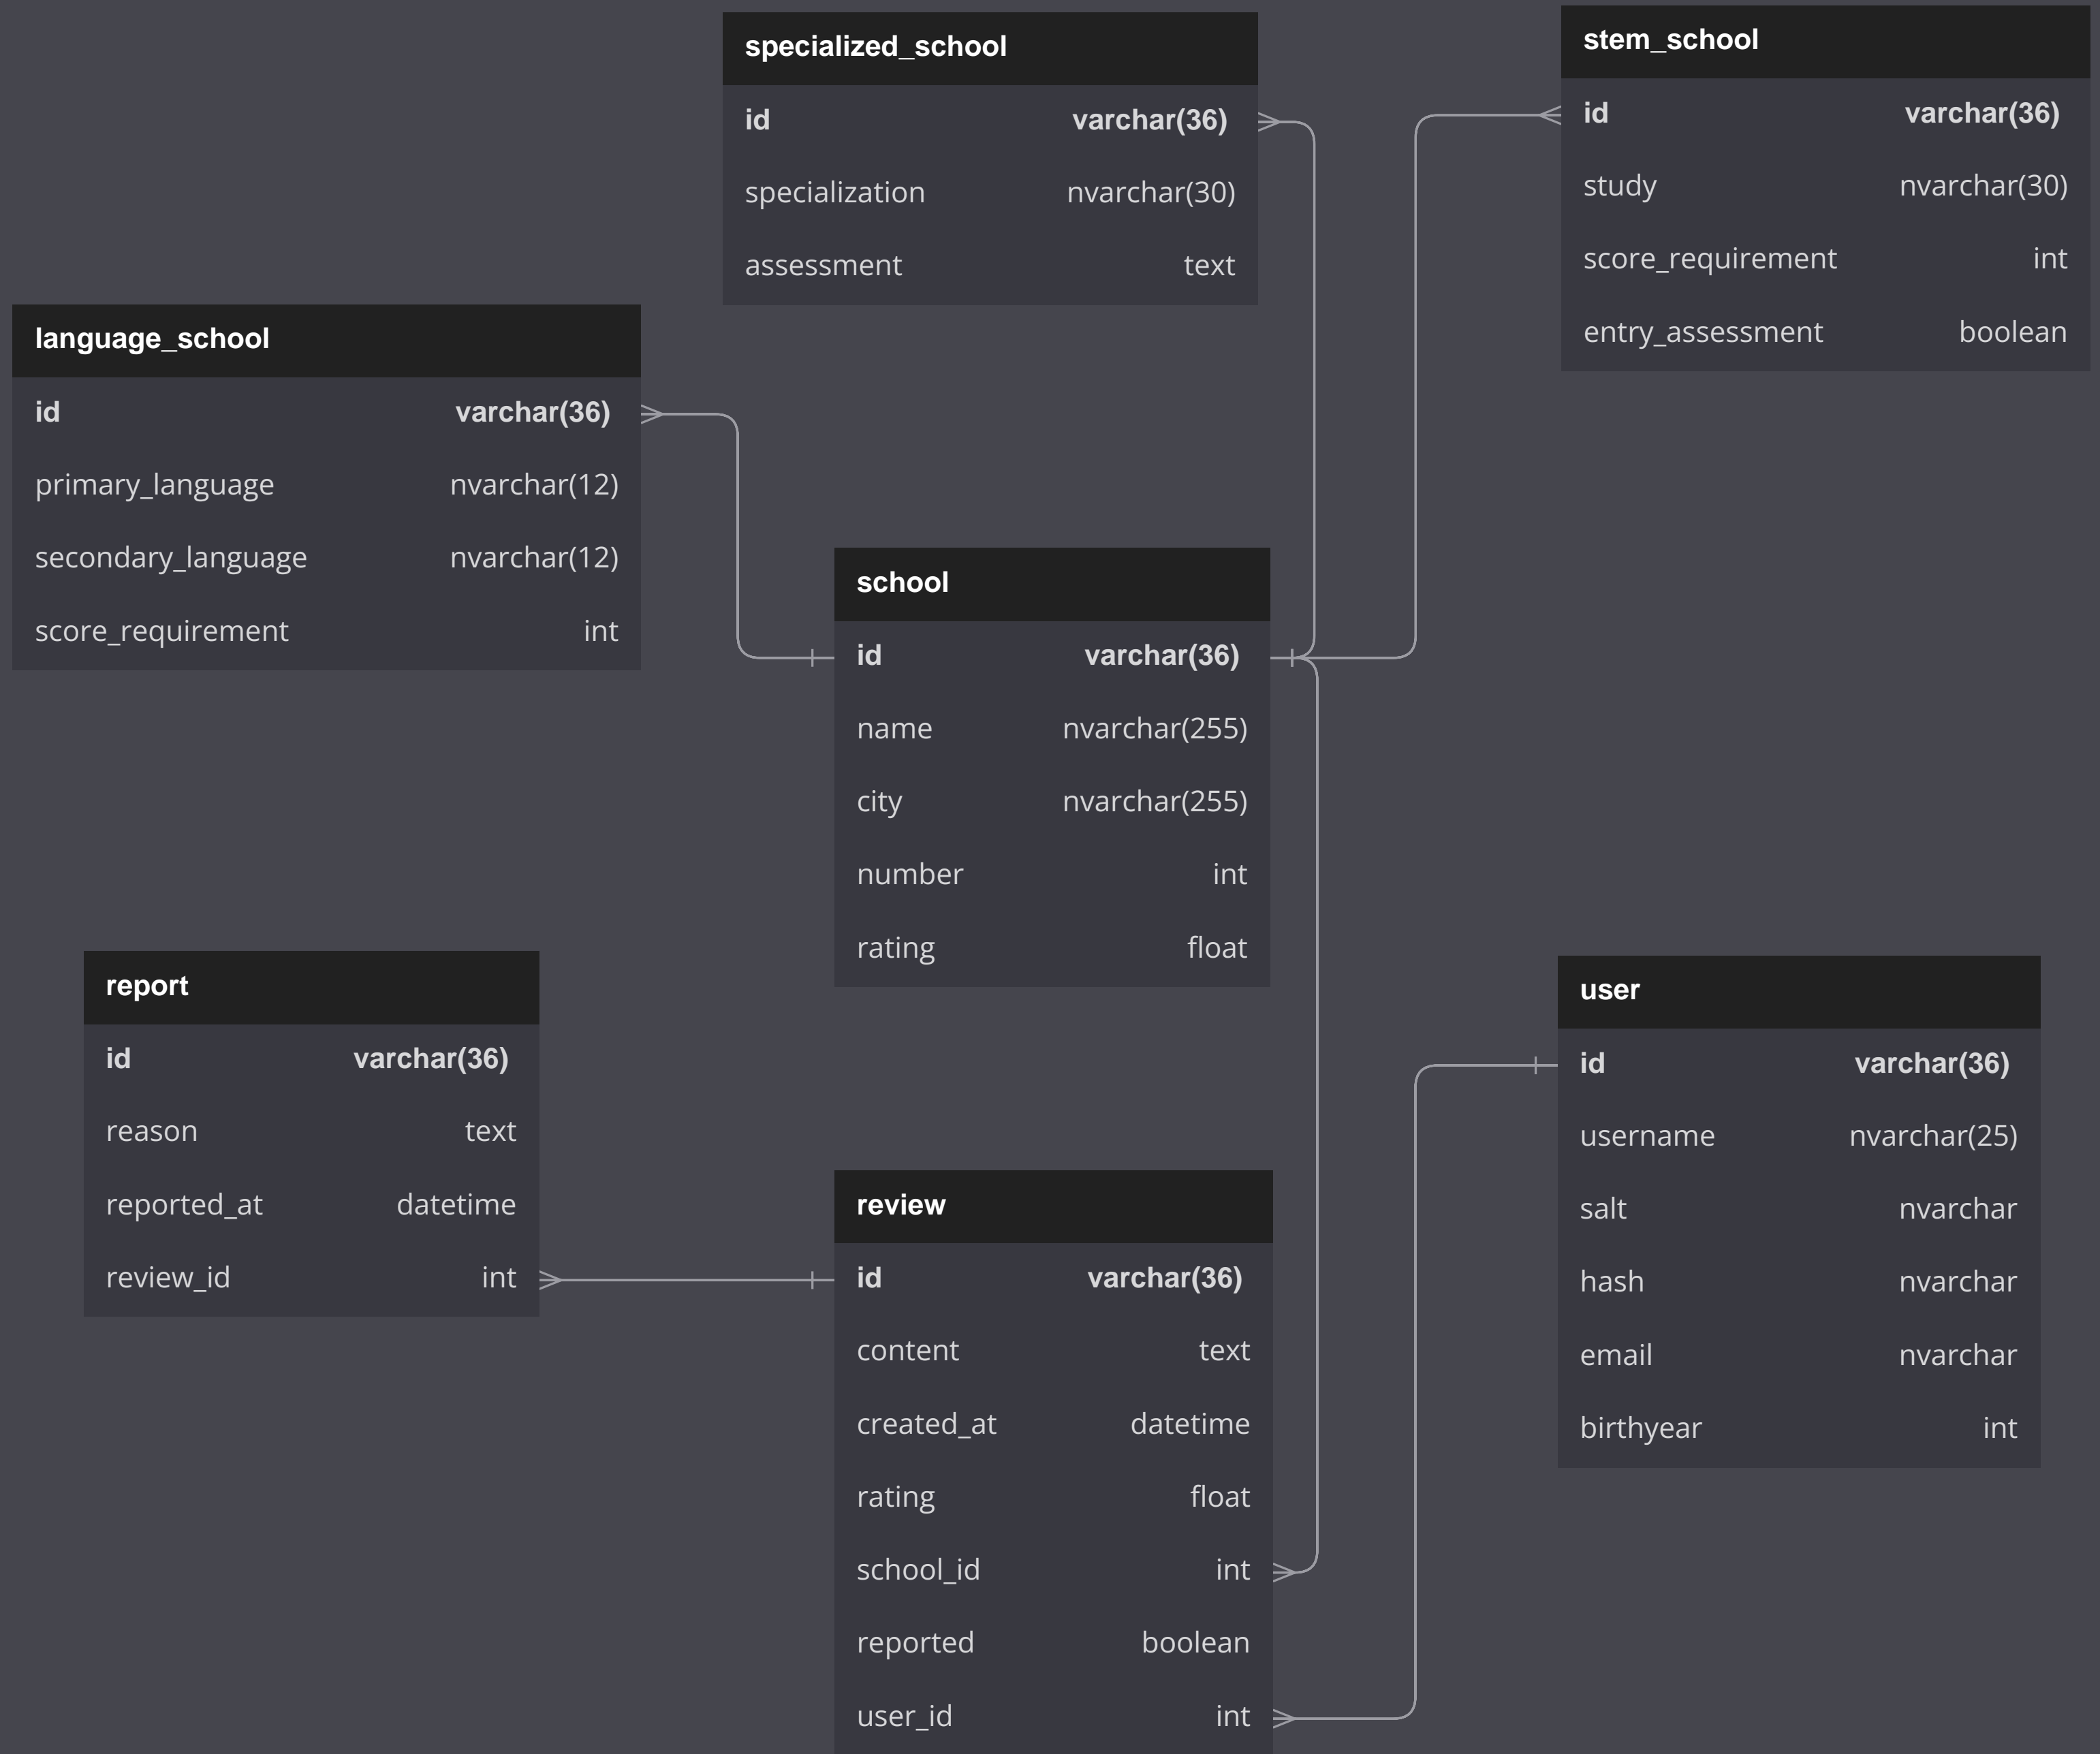 specialized_school
id varchar(36)
specialization nvarchar(30)
assessment text
stem_school
id varchar(36)
study nvarchar(30)
score_requirement int
entry_assessment boolean
language_school
id varchar(36)
primary_language nvarchar(12)
secondary_language nvarchar(12)
score_requirement int
school
id varchar(36)
name nvarchar(255)
city nvarchar(255)
number int
rating float
report
id varchar(36)
reason text
reported_at datetime
review_id int
user
id varchar(36)
username nvarchar(25)
salt nvarchar
hash nvarchar
email nvarchar
birthyear int
review
id varchar(36)
content text
created_at datetime
rating float
school_id int
reported boolean
user_id int